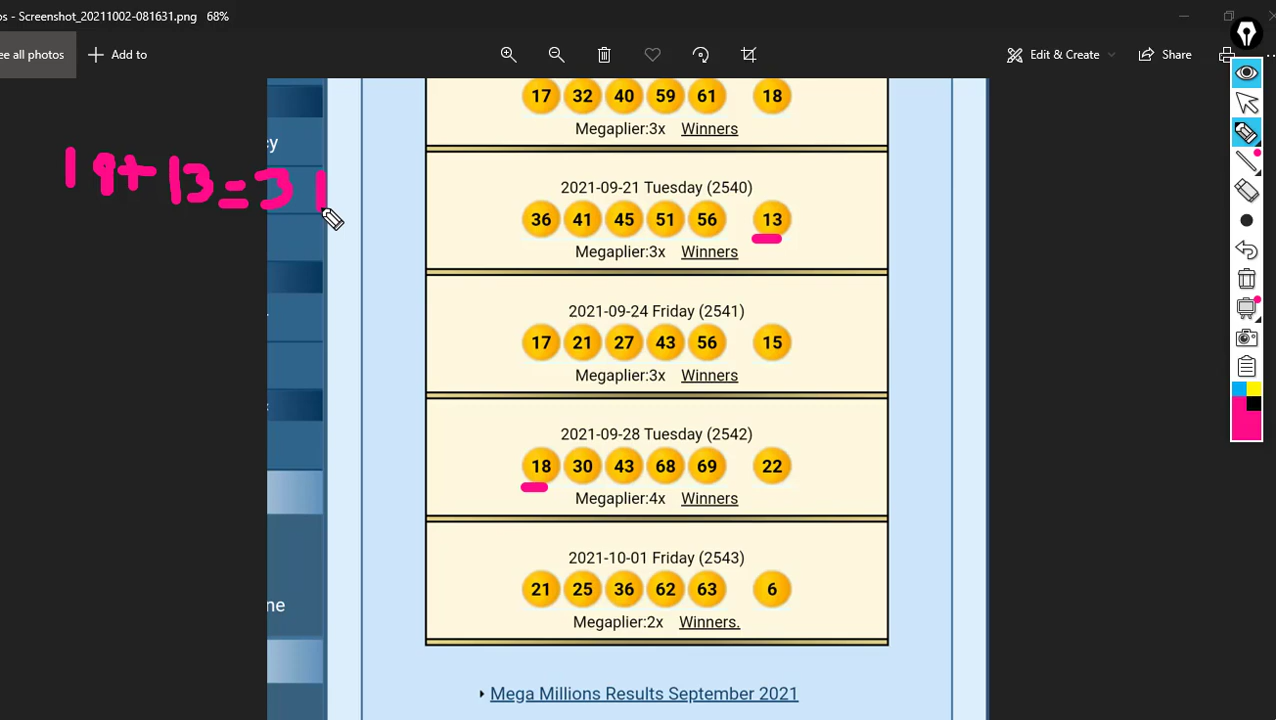 os - Screenshot_20211002-081631.png 68%
ee all photos Add to Edit & Create Share
17 32 40 59 61 18
Megaplier:3x Winners
cy
19+13=31
2021-09-21 Tuesday (2540)
36 41 45 51 56 13
Megaplier:3x Winners
2021-09-24 Friday (2541)
17 21 27 43 56 15
Megaplier:3x Winners
2021-09-28 Tuesday (2542)
18 30 43 68 69 22
Megaplier:4x Winners
2021-10-01 Friday (2543)
21 25 36 62 63 6
ne
Megaplier:2x Winners.
Mega Millions Results September 2021